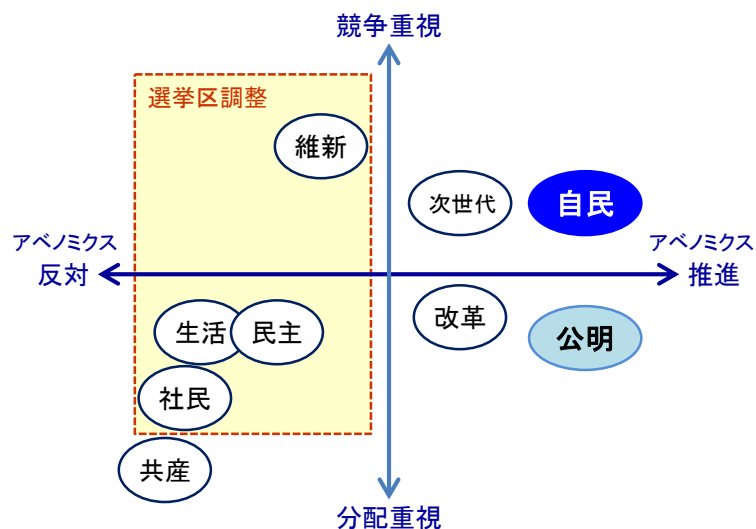 競争重視
選挙区調整
維新
次世代
自民
アベノミクス
反対
アベノミクス
推進
生活
民主
改革
公明
社民
共産
分配重視